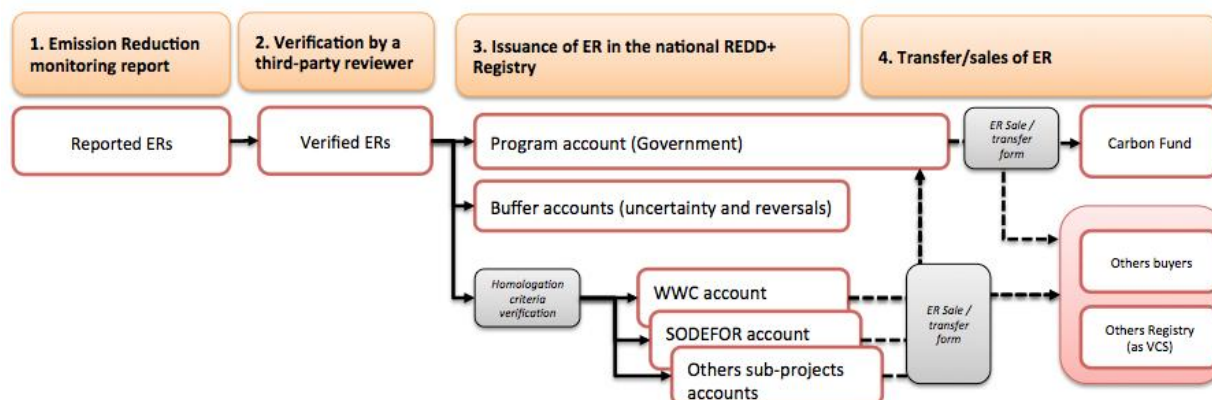 1. Emission Reduction
monitoring report
2. Verification by a
third-party reviewer
3. Issuance of ER in the national REDD+
Registry
4. Transfer/sales of ER
Reported ERs
Verified ERs
Program account (Government)
ER Sale /
transfer
form
Carbon Fund
Buffer accounts (uncertainty and reversals)
Homologation
criteria
verification
WWC account
SODEFOR account
Others sub-projects
accounts
ER Sale /
transfer
form
Others buyers
Others Registry
(as VCS)